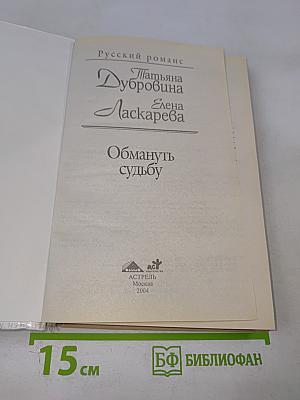 Русский романс
Татьяна
Дубровина
Елена
Ласкарева
Обмануть
судьбу
АСТРЕЛЬ
Москва
2004
15 см
БФ БИБЛИОФАН